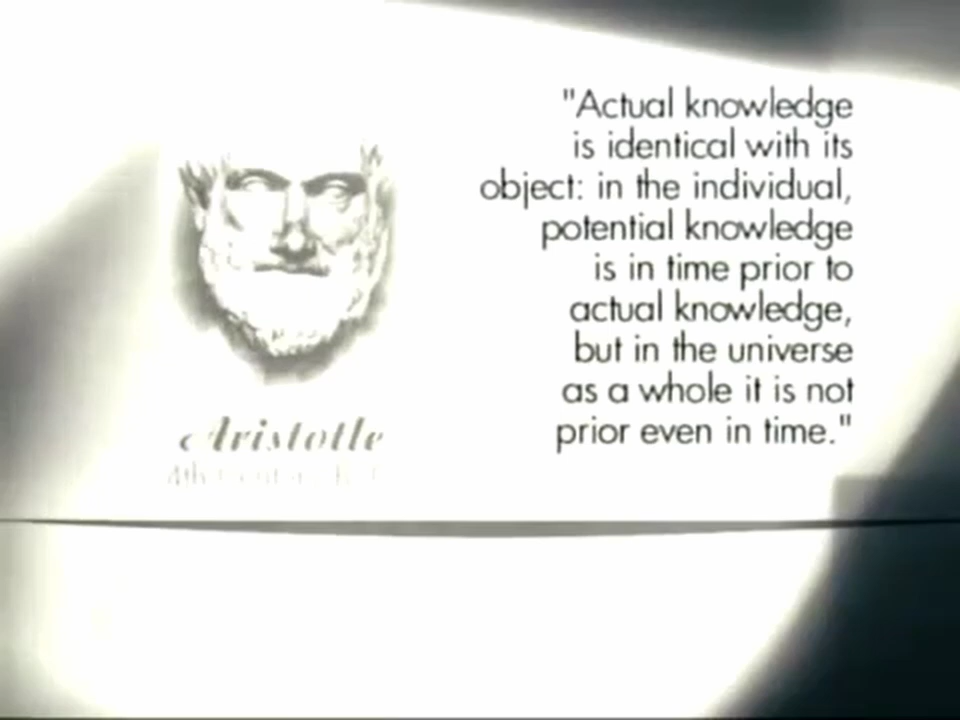 "Actual knowledge
is identical with its
object: in the individual,
potential knowledge
is in time prior to
actual knowledge,
but in the universe
as a whole it is not
prior even in time."
Aristotle
4th